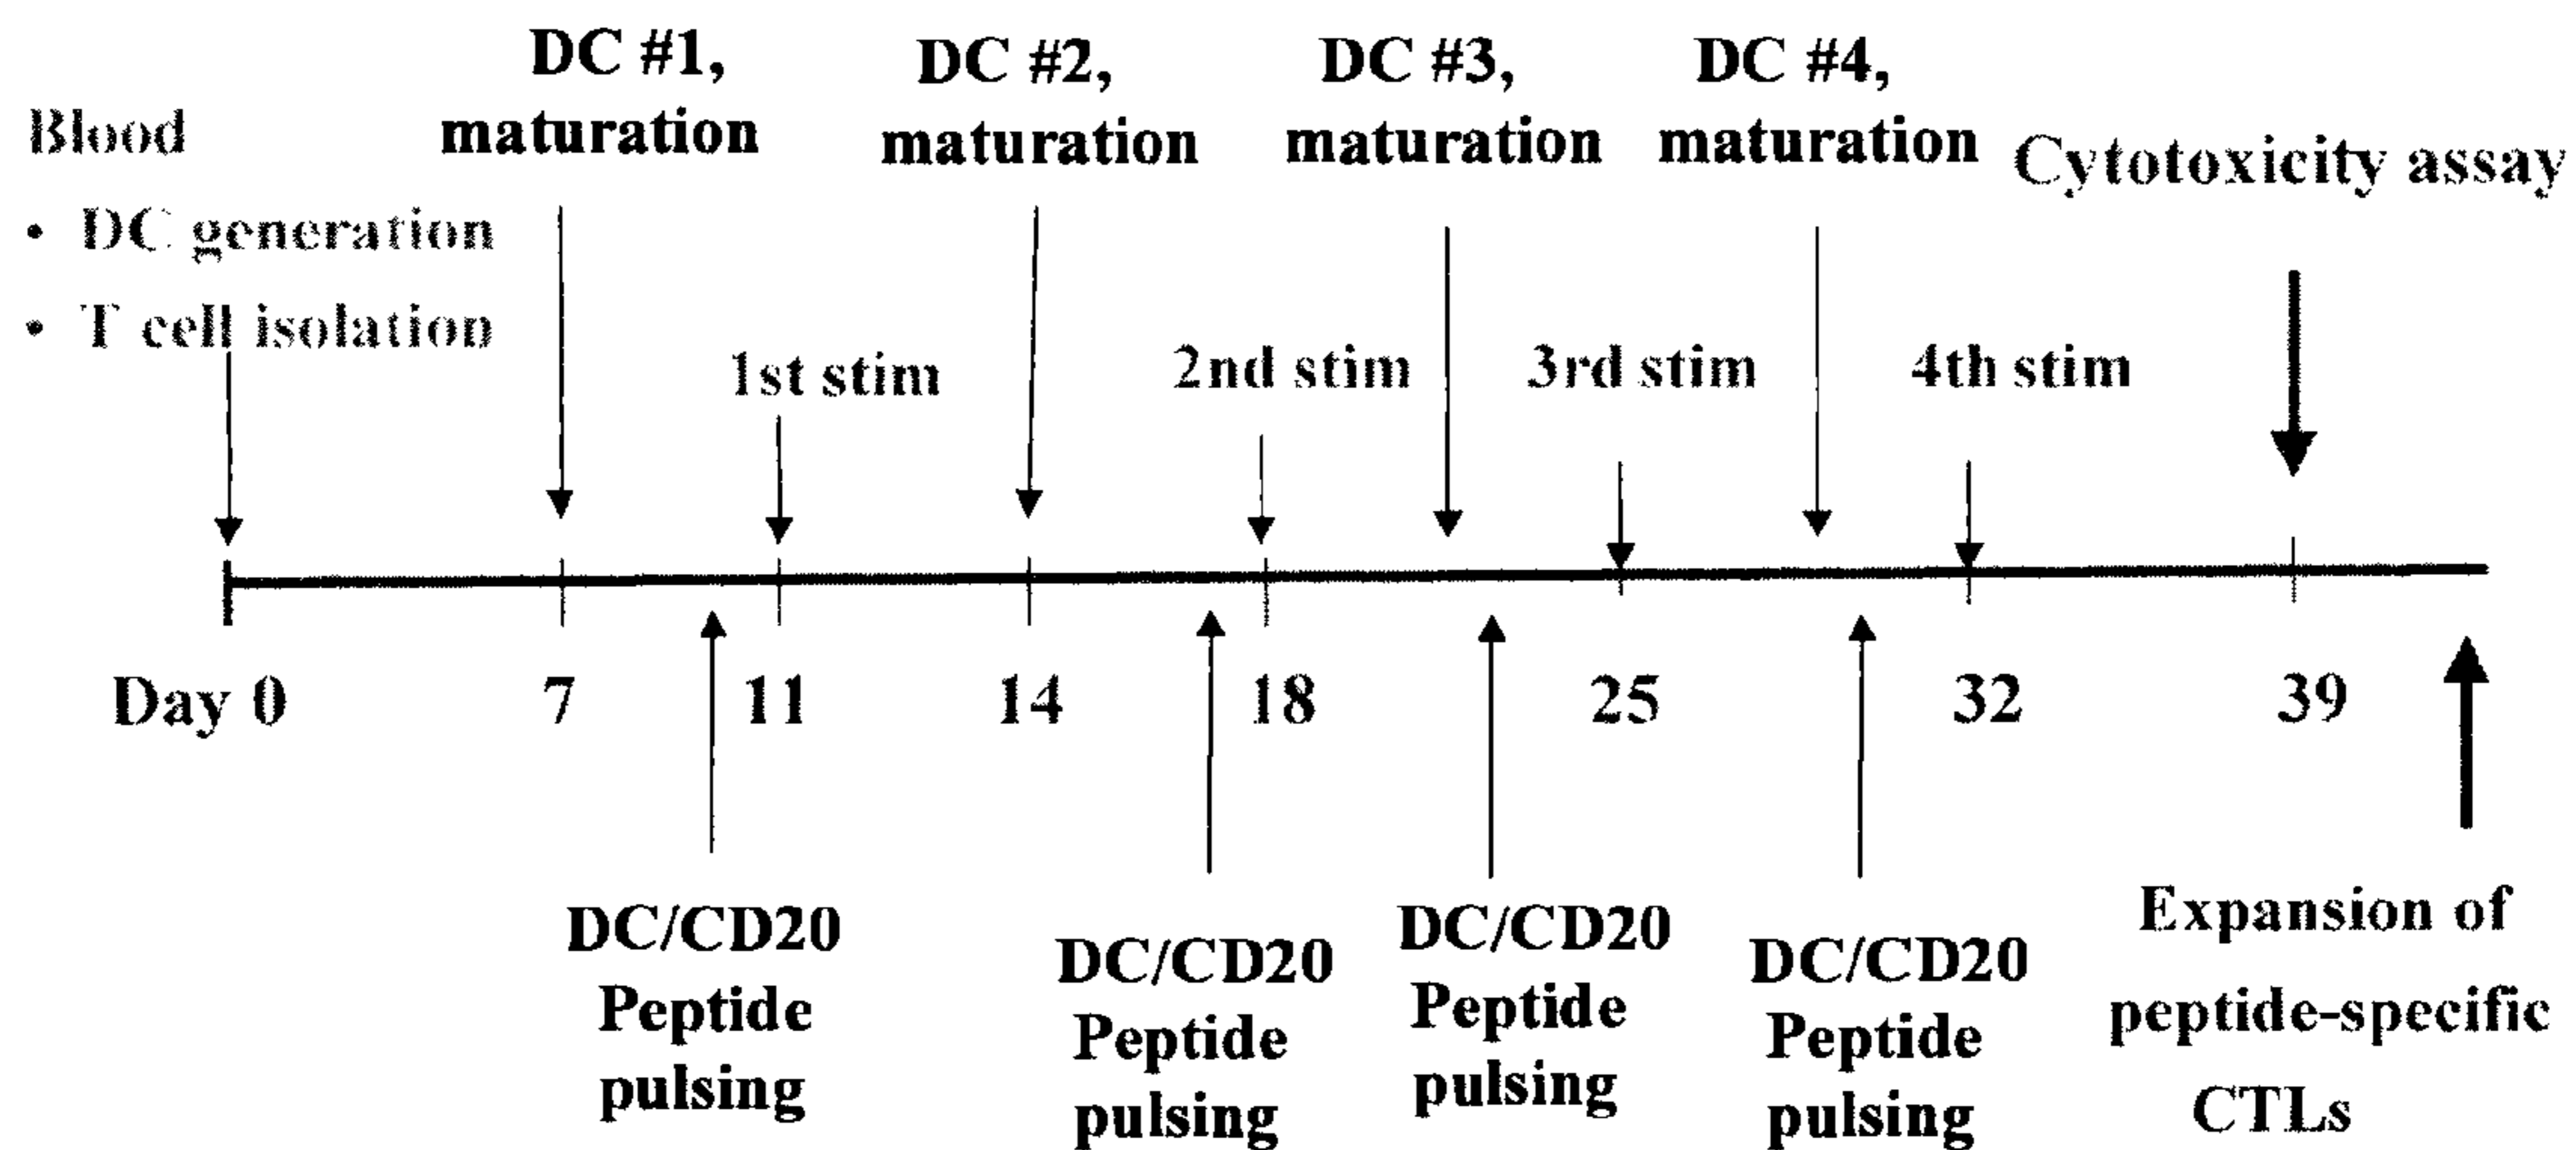 Blood
• DC generation
• T cell isolation
DC #1,
maturation
DC #2,
maturation
DC #3,
maturation
DC #4,
maturation
Cytotoxicity assay
1st stim
2nd stim
3rd stim
4th stim
Day 0
7
11
14
18
25
32
39
DC/CD20
Peptide
pulsing
DC/CD20
Peptide
pulsing
DC/CD20
Peptide
pulsing
DC/CD20
Peptide
pulsing
Expansion of
peptide-specific
CTLs